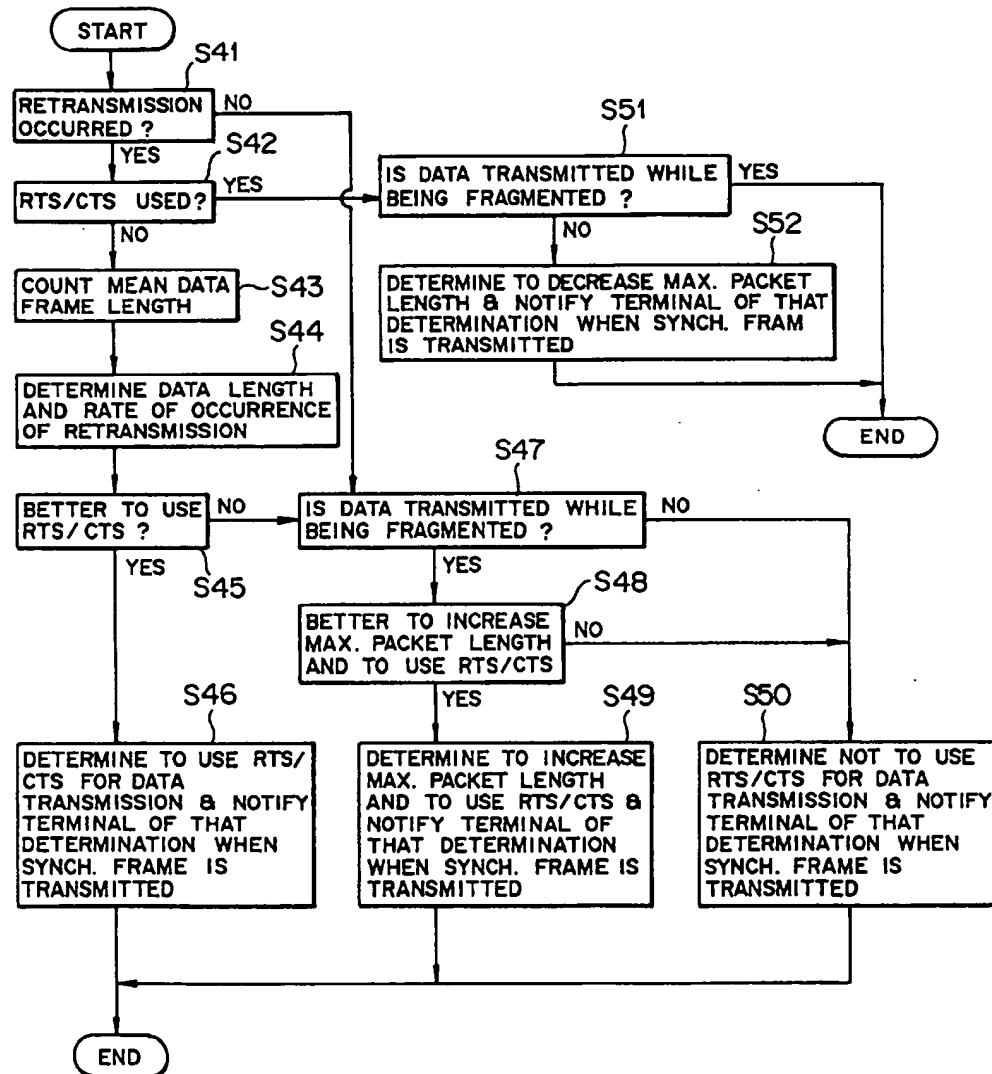 START
S41
RETRANSMISSION
OCCURRED ?
NO
YES
S42
RTS/CTS USED?
YES
NO
S51
IS DATA TRANSMITTED WHILE
BEING FRAGMENTED ?
YES
NO
S52
DETERMINE TO DECREASE MAX. PACKET
LENGTH & NOTIFY TERMINAL OF THAT
DETERMINATION WHEN SYNCH. FRAM
IS TRANSMITTED
END
COUNT MEAN DATA
FRAME LENGTH
S43
S44
DETERMINE DATA LENGTH
AND RATE OF OCCURRENCE
OF RETRANSMISSION
BETTER TO USE
RTS/CTS ?
NO
YES
S45
S47
IS DATA TRANSMITTED WHILE
BEING FRAGMENTED ?
NO
YES
S48
BETTER TO INCREASE
MAX. PACKET LENGTH
AND TO USE RTS/CTS
NO
YES
S46
DETERMINE TO USE RTS/
CTS FOR DATA
TRANSMISSION & NOTIFY
TERMINAL OF THAT
DETERMINATION WHEN
SYNCH. FRAME IS
TRANSMITTED
S49
DETERMINE TO INCREASE
MAX. PACKET LENGTH
AND TO USE RTS/CTS &
NOTIFY TERMINAL OF
THAT DETERMINATION
WHEN SYNCH. FRAME IS
TRANSMITTED
S50
DETERMINE NOT TO USE
RTS/CTS FOR DATA
TRANSMISSION & NOTIFY
TERMINAL OF THAT
DETERMINATION WHEN
SYNCH. FRAME IS
TRANSMITTED
END